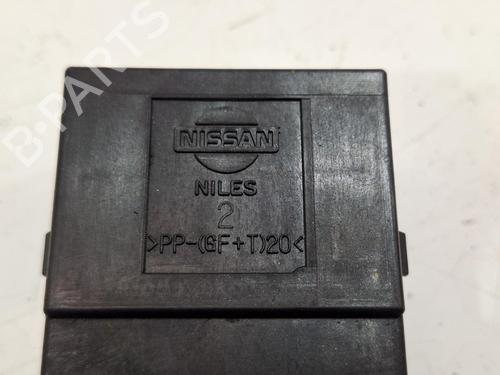 B-PARTS
NISSAN
NILES
2
>PP-(GF+T)20<